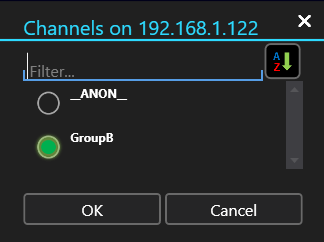 Channels on 192.168.1.122
Filter...
A
Z
__ANON__
GroupB
OK
Cancel